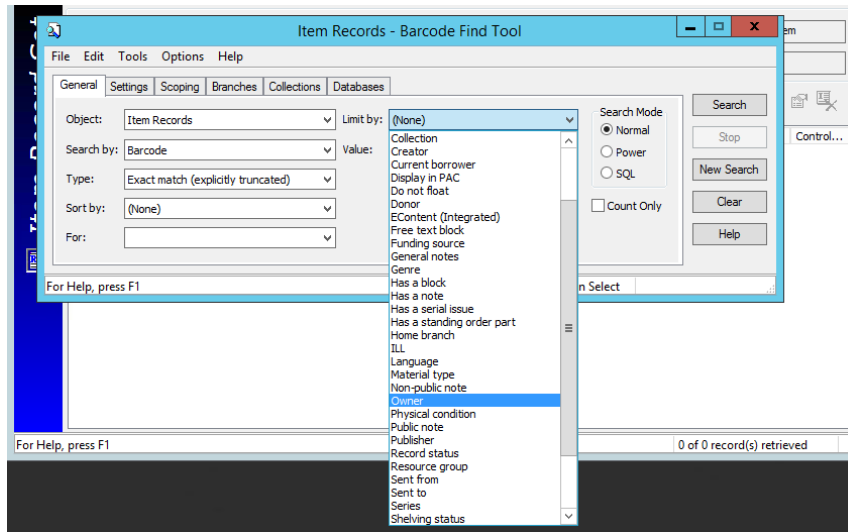 Item Records - Barcode Find Tool
em
File Edit Tools Options Help
General Settings Scoping Branches Collections Databases
Object: Item Records Limit by: (None) Search Mode Search
Normal
Search by: Barcode Value: Power Stop Control...
SQL
Type: Exact match (explicitly truncated) New Search
Sort by: (None) Count Only Clear
For: Help
Collection
Creator
Current borrower
Display in PAC
Do not float
Donor
EContent (Integrated)
Free text block
Funding source
General notes
Genre
Has a block
Has a note
Has a serial issue
Has a standing order part
Home branch
ILL
Language
Material type
Non-public note
Owner
Physical condition
Public note
Publisher
Record status
Resource group
Sent from
Sent to
Series
Shelving status
For Help, press F1 n Select
For Help, press F1 0 of 0 record(s) retrieved